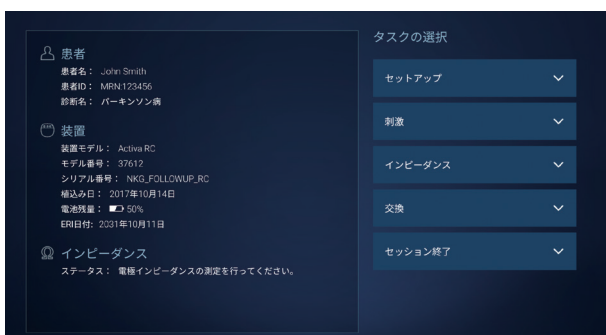 患者
患者名： John Smith
患者ID： MRN:123456
診断名： パーキンソン病
装置
装置モデル： Activa RC
モデル番号： 37612
シリアル番号： NKG_FOLLOWUP_RC
植込み日： 2017年10月14日
電池残量： 50%
ERI日付: 2031年10月11日
インピーダンス
ステータス： 電極インピーダンスの測定を行ってください。
タスクの選択
セットアップ
刺激
インピーダンス
交換
セッション終了